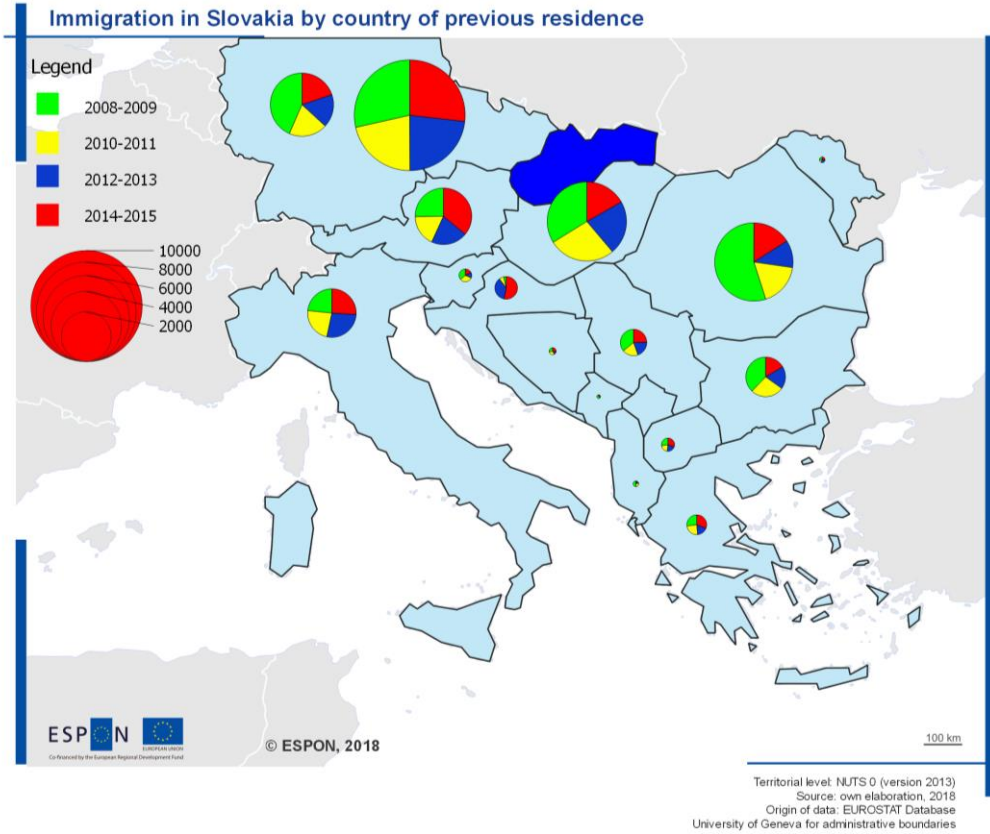 Immigration in Slovakia by country of previous residence
Legend
2008-2009
2010-2011
2012-2013
2014-2015
10000
8000
6000
4000
2000
ESPON
EUROPEAN UNION
Co-financed by the European Regional Development Fund
© ESPON, 2018
100 km
Territorial level: NUTS 0 (version 2013)
Source: own elaboration, 2018
Origin of data: EUROSTAT Database
University of Geneva for administrative boundaries